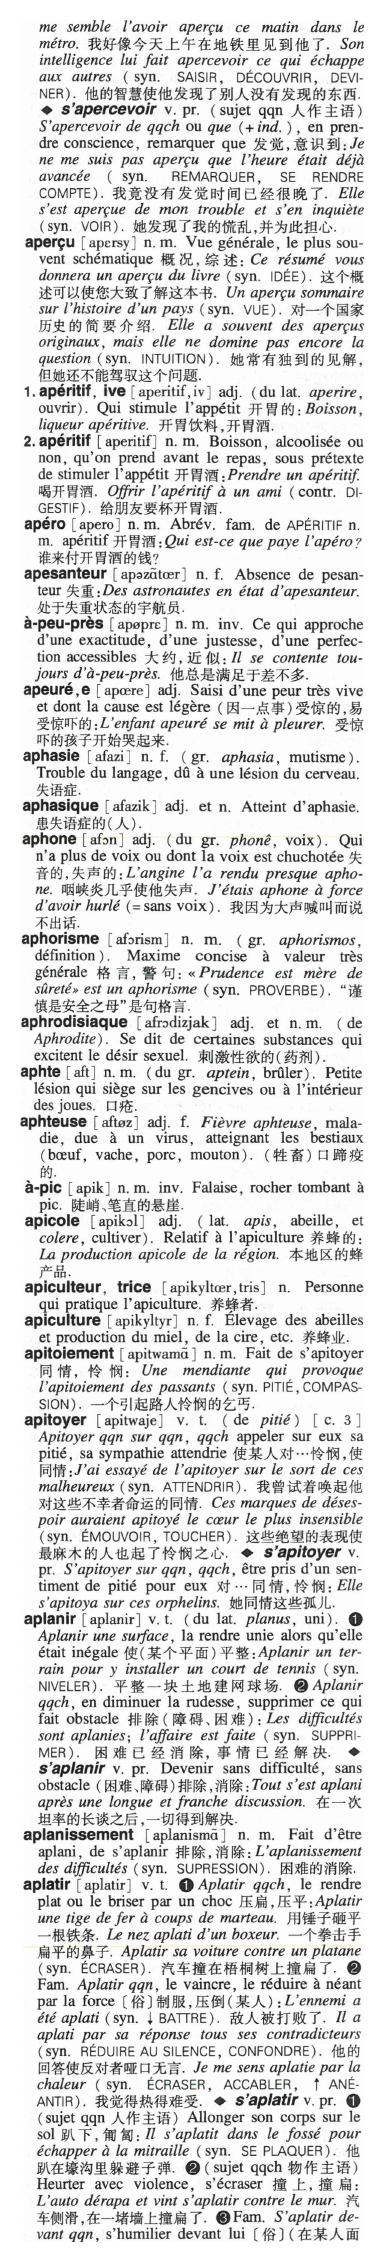 me semble l'avoir aperçu ce matin dans le
métro. 我好像今天上午在地铁里见到他了. Son
intelligence lui fait apercevoir ce qui échappe
aux autres (syn. SAISIR, DÉCOUVRIR, DEVI-
NER). 他的智慧使他发现了别人没有发现的东西.
◆ s'apercevoir v. pr. (sujet qqn 人作主语)
S'apercevoir de qqch ou que (+ind.), en pren-
dre conscience, remarquer que 发觉,意识到:Je
ne me suis pas aperçu que l'heure était déjà
avancée ( syn. REMARQUER, SE RENDRE
COMPTE). 我竟没有发觉时间已经很晚了. Elle
s'est aperçue de mon trouble et s'en inquiète
(syn. VOIR). 她发现了我的慌乱,并为此担心.
aperçu [apɛrsy] n. m. Vue générale, le plus sou-
vent schématique 概况,综述: Ce résumé vous
donnera un aperçu du livre (syn. IDÉE). 这个概
述可以使您大致了解这本书. Un aperçu sommaire
sur l'histoire d'un pays (syn. VUE). 对一个国家
历史的简要介绍. Elle a souvent des aperçus
originaux, mais elle ne domine pas encore la
question (syn. INTUITION). 她常有独到的见解,
但她还不能驾驭这个问题.
1. apéritif, ive [aperitif,iv] adj. (du lat. aperire,
ouvrir). Qui stimule l'appétit 开胃的:Boisson,
liqueur apéritive. 开胃饮料,开胃酒.
2. apéritif [aperitif] n. m. Boisson, alcoolisée ou
non, qu'on prend avant le repas, sous prétexte
de stimuler l'appétit 开胃酒:Prendre un apéritif.
喝开胃酒. Offrir l'apéritif à un ami (contr. DI-
GESTIF). 给朋友要杯开胃酒.
apéro [apero] n. m. Abrév. fam. de APÉRITIF n.
m. apéritif 开胃酒:Qui est-ce que paye l'apéro?
谁来付开胃酒的钱?
apesanteur [apəzɑ̃tœr] n. f. Absence de pesan-
teur 失重:Des astronautes en état d'apesanteur.
处于失重状态的宇航员.
à-peu-près [apøprɛ] n. m. inv. Ce qui approche
d'une exactitude, d'une justesse, d'une perfec-
tion accessibles 大约,近似:Il se contente tou-
jours d'à-peu-près. 他总是满足于差不多.
apeuré,e [apœre] adj. Saisi d'une peur très vive
et dont la cause est légère (因一点事)受惊的,易
受惊吓的:L'enfant apeuré se mit à pleurer. 受惊
吓的孩子开始哭起来.
aphasie [afazi] n. f. ( gr. aphasia, mutisme).
Trouble du langage, dû à une lésion du cerveau.
失语症.
aphasique [afazik] adj. et n. Atteint d'aphasie.
患失语症的(人).
aphone [afɔn] adj. (du gr. phonê, voix). Qui
n'a plus de voix ou dont la voix est chuchotée 失
音的,失声的:L'angine l'a rendu presque apho-
ne. 咽峡炎几乎使他失声. J'étais aphone à force
d'avoir hurlé (=sans voix). 我因为大声喊叫而说
不出话.
aphorisme [afɔrism] n. m. ( gr. aphorismos,
définition). Maxime concise à valeur très
générale 格言,警句: «Prudence est mère de
sûreté» est un aphorisme (syn. PROVERBE). “谨
慎是安全之母”是句格言.
aphrodisiaque [afrɔdizjak] adj. et n. m. ( de
Aphrodite). Se dit de certaines substances qui
excitent le désir sexuel. 刺激性欲的(药剂).
aphte [aft] n. m. (du gr. aptein, brûler). Petite
lésion qui siège sur les gencives ou à l'intérieur
des joues. 口疮.
aphteuse [aftøz] adj. f. Fièvre aphteuse, mala-
die, due à un virus, atteignant les bestiaux
(bœuf, vache, porc, mouton). (牲畜)口蹄疫
的.
à-pic [apik] n. m. inv. Falaise, rocher tombant à
pic. 陡峭、笔直的悬崖.
apicole [apikɔl] adj. ( lat. apis, abeille, et
colere, cultiver). Relatif à l'apiculture 养蜂的:
La production apicole de la région. 本地区的蜂
产品.
apiculteur, trice [apikyltœr,tris] n. Personne
qui pratique l'apiculture. 养蜂者.
apiculture [apikyltyr] n. f. Élevage des abeilles
et production du miel, de la cire, etc. 养蜂业.
apitoiement [apitwamɑ̃] n. m. Fait de s'apitoyer
同情,怜悯: Une mendiante qui provoque
l'apitoiement des passants (syn. PITIÉ,COMPAS-
SION). 一个引起路人怜悯的乞丐.
apitoyer [apitwaje] v. t. ( de pitié) [c. 3]
Apitoyer qqn sur qqn, qqch appeler sur eux sa
pitié, sa sympathie attendrie 使某人对…怜悯,使
同情:J'ai essayé de l'apitoyer sur le sort de ces
malheureux (syn. ATTENDRIR). 我曾试着唤起他
对这些不幸者命运的同情. Ces marques de déses-
poir auraient apitoyé le cœur le plus insensible
(syn. ÉMOUVOIR, TOUCHER). 这些绝望的表现使
最麻木的人也起了怜悯之心. ◆ s'apitoyer v.
pr. S'apitoyer sur qqn, qqch, être pris d'un sen-
timent de pitié pour eux 对…同情,怜悯: Elle
s'apitoya sur ces orphelins. 她同情这些孤儿.
aplanir [aplanir] v. t. (du lat. planus, uni). ❶
Aplanir une surface, la rendre unie alors qu'elle
était inégale 使(某个平面)平整:Aplanir un ter-
rain pour y installer un court de tennis (syn.
NIVELER). 平整一块土地建网球场. ❷ Aplanir
qqch, en diminuer la rudesse, supprimer ce qui
fait obstacle 排除(障碍、困难): Les difficultés
sont aplanies; l'affaire est faite ( syn. SUPPRI-
MER). 困难已经消除,事情已经解决. ◆
s'aplanir v. pr. Devenir sans difficulté, sans
obstacle (困难、障碍)排除,消除:Tout s'est aplani
après une longue et franche discussion. 在一次
坦率的长谈之后,一切得到解决.
aplanissement [aplanismɑ̃] n. m. Fait d'être
aplani, de s'aplanir 排除,消除: L'aplanissement
des difficultés (syn. SUPRESSION). 困难的消除.
aplatir [aplatir] v. t. ❶ Aplatir qqch, le rendre
plat ou le briser par un choc 压扁,压平:Aplatir
une tige de fer à coups de marteau. 用锤子砸平
一根铁条. Le nez aplati d'un boxeur. 一个拳击手
扁平的鼻子. Aplatir sa voiture contre un platane
(syn. ÉCRASER). 汽车撞在梧桐树上撞扁了. ❷
Fam. Aplatir qqn, le vaincre, le réduire à néant
par la force [俗]制服,压倒(某人):L'ennemi a
été aplati (syn. ↓ BATTRE). 敌人被打败了. Il a
aplati par sa réponse tous ses contradicteurs
(syn. RÉDUIRE AU SILENCE, CONFONDRE). 他的
回答使反对者哑口无言. Je me sens aplatie par la
chaleur ( syn. ÉCRASER, ACCABLER, ↑ ANÉ-
ANTIR). 我觉得热得难受. ◆ s'aplatir v. pr. ❶
(sujet qqn 人作主语) Allonger son corps sur le
sol 趴下,匍匐: Il s'aplatit dans le fossé pour
échapper à la mitraille (syn. SE PLAQUER). 他
趴在壕沟里躲避子弹. ❷ (sujet qqch 物作主语)
Heurter avec violence, s'écraser 撞上,撞扁:
L'auto dérapa et vint s'aplatir contre le mur. 汽
车侧滑,在一堵墙上撞扁了. ❸ Fam. S'aplatir de-
vant qqn, s'humilier devant lui [俗](在某人面